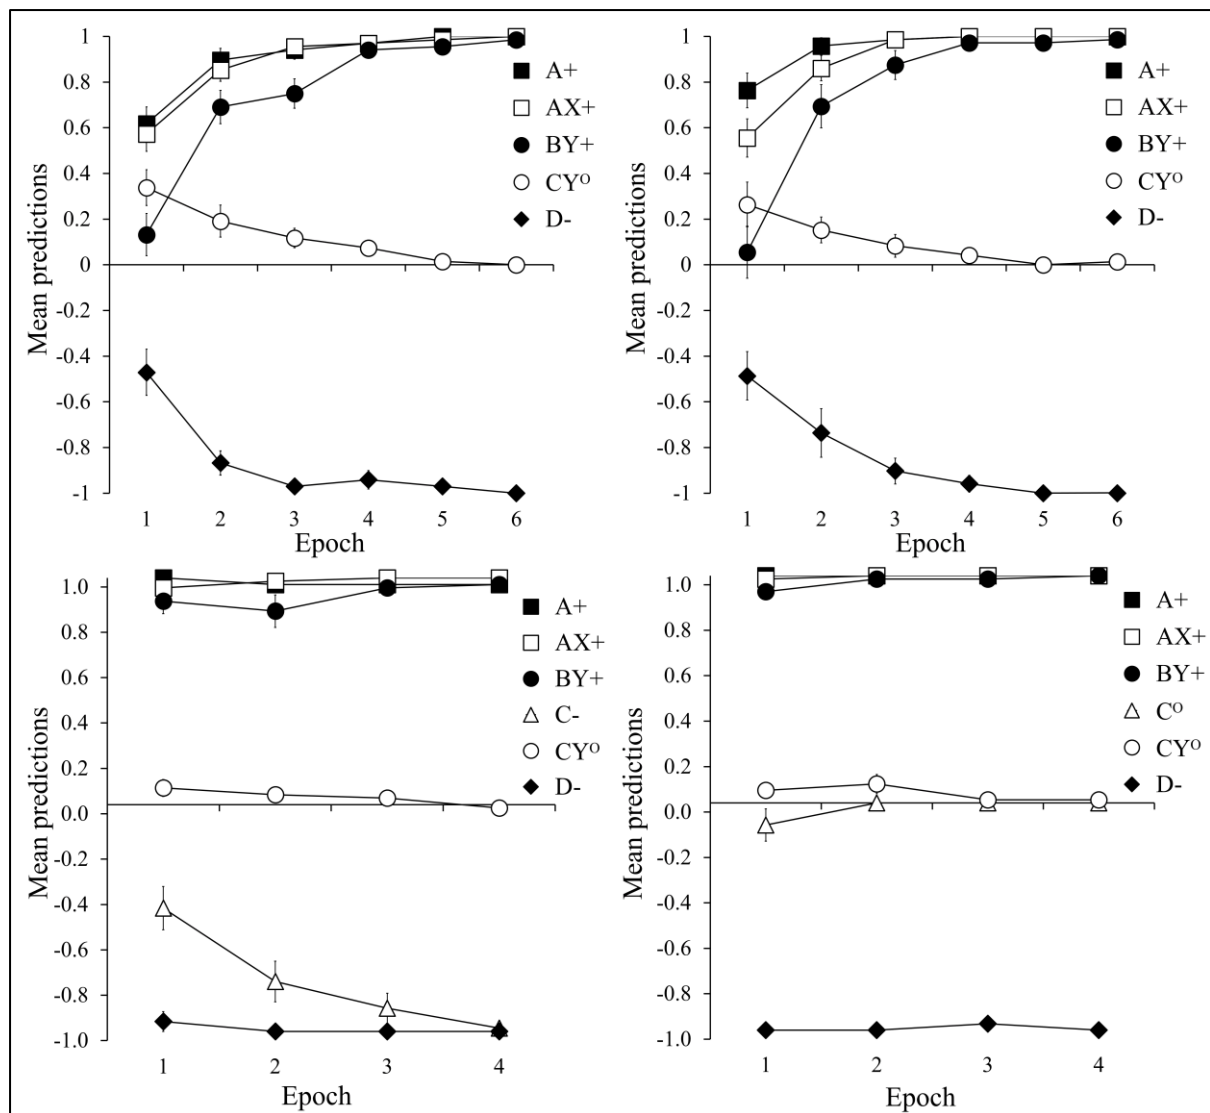 Mean predictions
1
0.8
0.6
0.4
0.2
0
-0.2
-0.4
-0.6
-0.8
-1
1 2 3 4 5 6
Epoch
A+
AX+
BY+
CYᴼ
D-
Mean predictions
1
0.8
0.6
0.4
0.2
0
-0.2
-0.4
-0.6
-0.8
-1
1 2 3 4 5 6
Epoch
A+
AX+
BY+
CYᴼ
D-
Mean predictions
1.0
0.8
0.6
0.4
0.2
0.0
-0.2
-0.4
-0.6
-0.8
-1.0
1 2 3 4
Epoch
A+
AX+
BY+
C-
CYᴼ
D-
Mean predictions
1.0
0.8
0.6
0.4
0.2
0.0
-0.2
-0.4
-0.6
-0.8
-1.0
1 2 3 4
Epoch
A+
AX+
BY+
Cᴼ
CYᴼ
D-